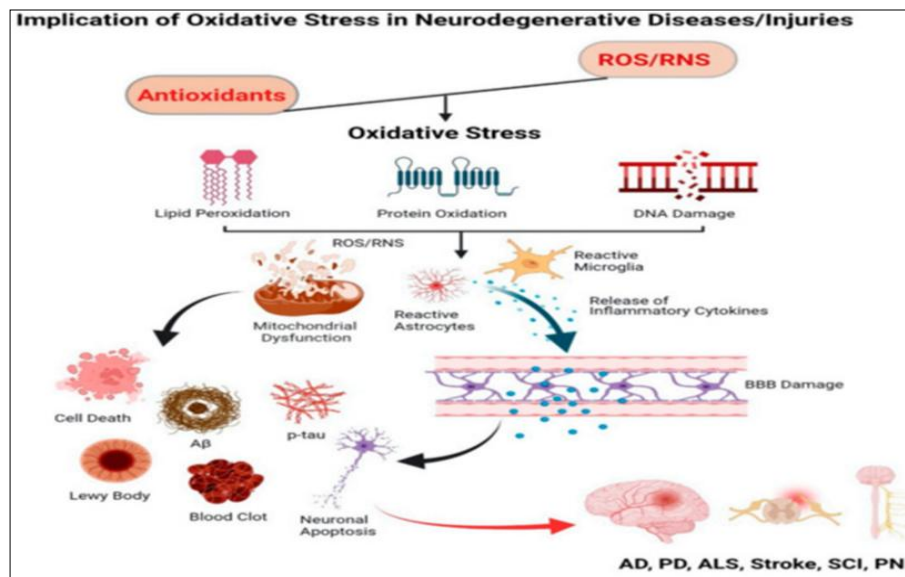 Implication of Oxidative Stress in Neurodegenerative Diseases/Injuries
ROS/RNS
Antioxidants
Oxidative Stress
Lipid Peroxidation
Protein Oxidation
DNA Damage
ROS/RNS
Reactive
Microglia
Mitochondrial
Dysfunction
Reactive
Astrocytes
Release of
Inflammatory Cytokines
BBB Damage
Cell Death
Aβ
p-tau
Lewy Body
Blood Clot
Neuronal
Apoptosis
AD, PD, ALS, Stroke, SCI, PN